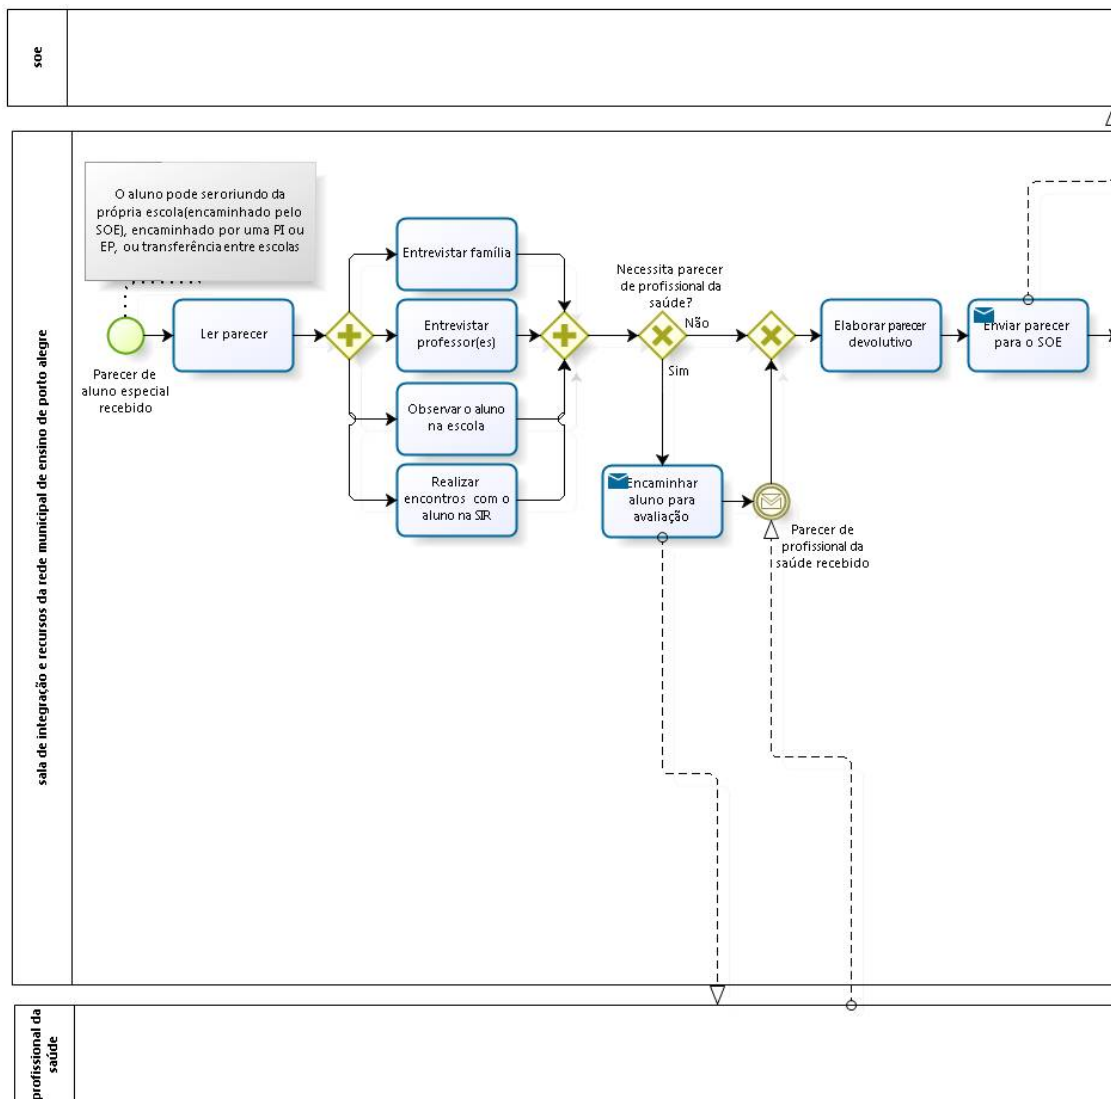 soe
sala de integração e recursos da rede municipal de ensino de porto alegre
O aluno pode seroriundo da
própria escola(encaminhado pelo
SOE), encaminhado por uma PI ou
EP, ou transferência entre escolas
Parecer de
aluno especial
recebido
Ler parecer
Entrevistar família
Entrevistar
professor(es)
Observar o aluno
na escola
Realizar
encontros com o
aluno na SIR
Necessita parecer
de profissional da
saúde?
Não
Sim
Encaminhar
aluno para
avaliação
Parecer de
profissional da
saúde recebido
Elaborar parecer
devolutivo
Enviar parecer
para o SOE
profissional da
saúde